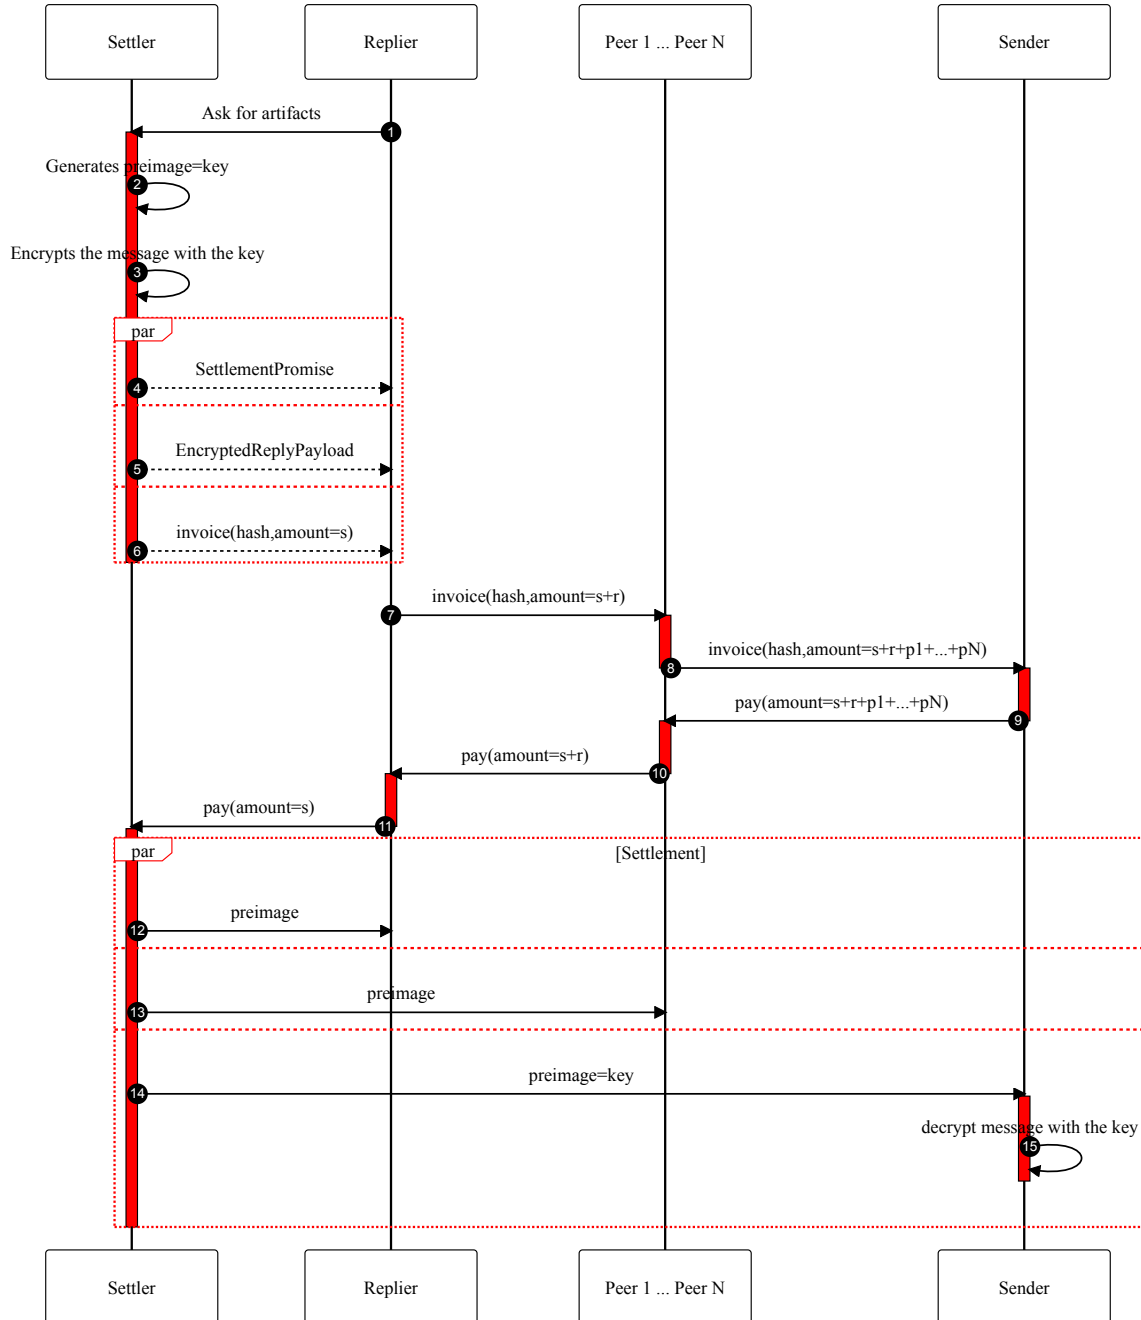 Settler
Replier
Peer 1 ... Peer N
Sender
Ask for artifacts
1
Generates preimage=key
2
Encrypts the message with the key
3
par
SettlementPromise
4
EncryptedReplyPayload
5
invoice(hash,amount=s)
6
invoice(hash,amount=s+r)
7
invoice(hash,amount=s+r+p1+...+pN)
8
pay(amount=s+r+p1+...+pN)
9
pay(amount=s+r)
10
pay(amount=s)
11
par
[Settlement]
preimage
12
preimage
13
preimage=key
14
decrypt message with the key
15
Settler
Replier
Peer 1 ... Peer N
Sender